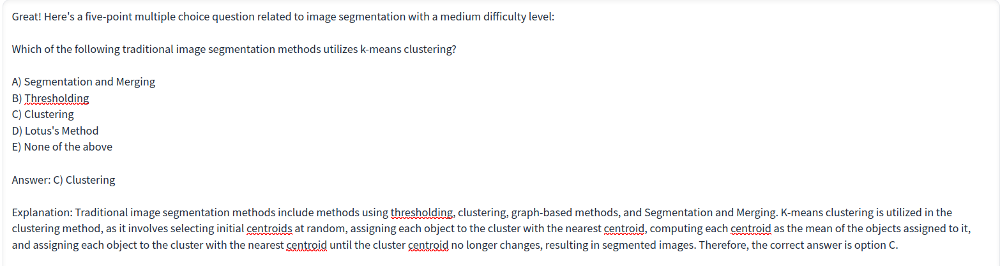 Great! Here's a five-point multiple choice question related to image segmentation with a medium difficulty level:
Which of the following traditional image segmentation methods utilizes k-means clustering?
A) Segmentation and Merging
B) Thresholding
C) Clustering
D) Lotus's Method
E) None of the above
Answer: C) Clustering
Explanation: Traditional image segmentation methods include methods using thresholding, clustering, graph-based methods, and Segmentation and Merging. K-means clustering is utilized in the
clustering method, as it involves selecting initial centroids at random, assigning each object to the cluster with the nearest centroid, computing each centroid as the mean of the objects assigned to it,
and assigning each object to the cluster with the nearest centroid until the cluster centroid no longer changes, resulting in segmented images. Therefore, the correct answer is option C.